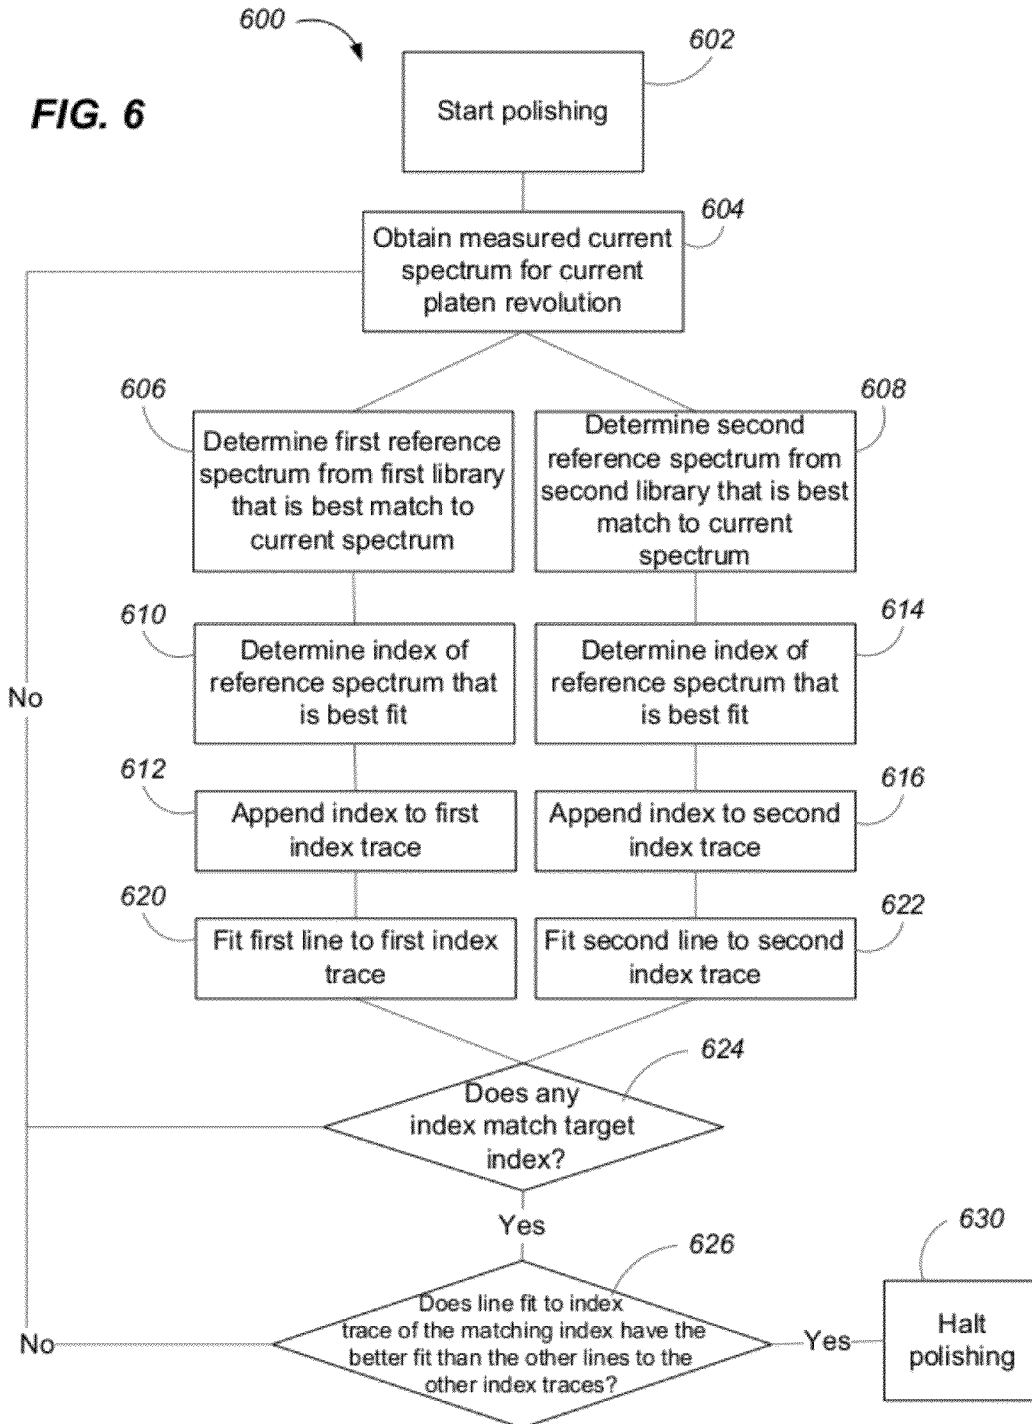 600
602
FIG. 6
Start polishing
604
Obtain measured current
spectrum for current
platen revolution
606
608
Determine first reference
spectrum from first library
that is best match to
current spectrum
Determine second
reference spectrum from
second library that is best
match to current
spectrum
610
614
Determine index of
reference spectrum that
is best fit
Determine index of
reference spectrum that
is best fit
No
612
616
Append index to first
index trace
Append index to second
index trace
620
622
Fit first line to first index
trace
Fit second line to second
index trace
624
Does any
index match target
index?
Yes
626
630
Does line fit to index
trace of the matching index have the
better fit than the other lines to the
other index traces?
No
Yes
Halt
polishing